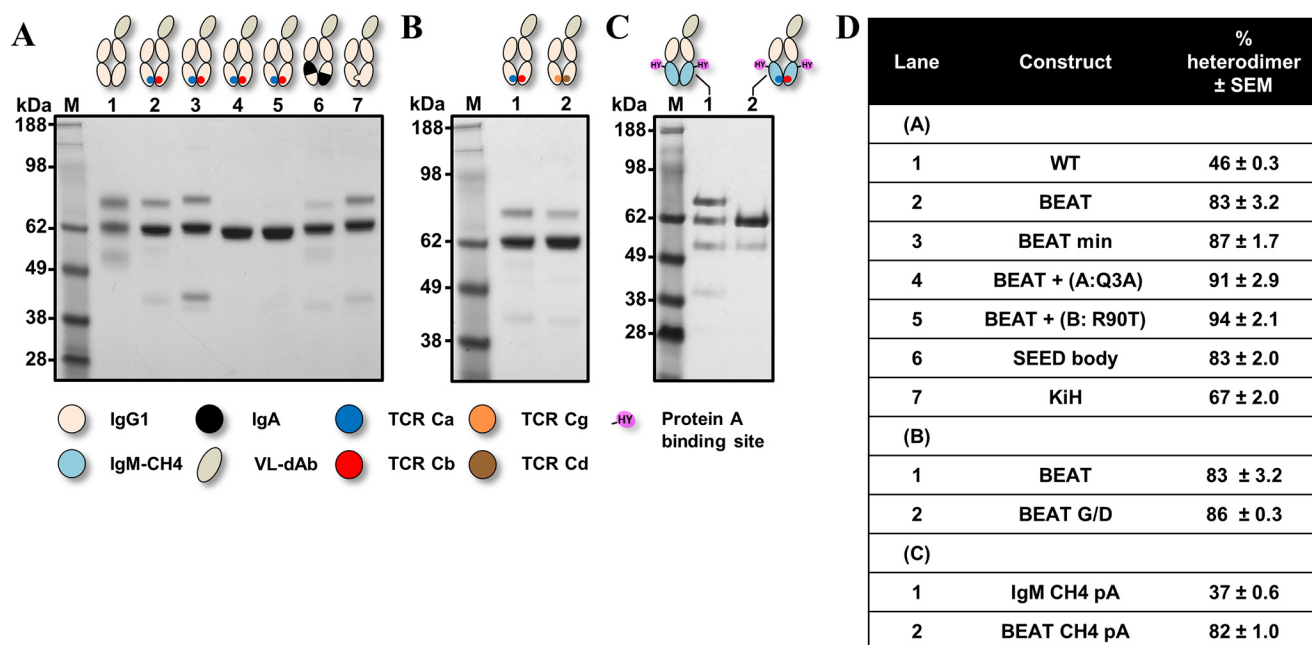 A
kDa M 1 2 3 4 5 6 7
188
98
62
49
38
28
B
kDa M 1 2
188
98
62
49
38
C
HY HY HY HY
kDa M 1 2
188
98
62
49
38
28
IgG1 IgA TCR Ca TCR Cg HY Protein A binding site
IgM-CH4 VL-dAb TCR Cb TCR Cd
D
Lane Construct % heterodimer ± SEM
(A)
1 WT 46 ± 0.3
2 BEAT 83 ± 3.2
3 BEAT min 87 ± 1.7
4 BEAT + (A:Q3A) 91 ± 2.9
5 BEAT + (B: R90T) 94 ± 2.1
6 SEED body 83 ± 2.0
7 KiH 67 ± 2.0
(B)
1 BEAT 83 ± 3.2
2 BEAT G/D 86 ± 0.3
(C)
1 IgM CH4 pA 37 ± 0.6
2 BEAT CH4 pA 82 ± 1.0